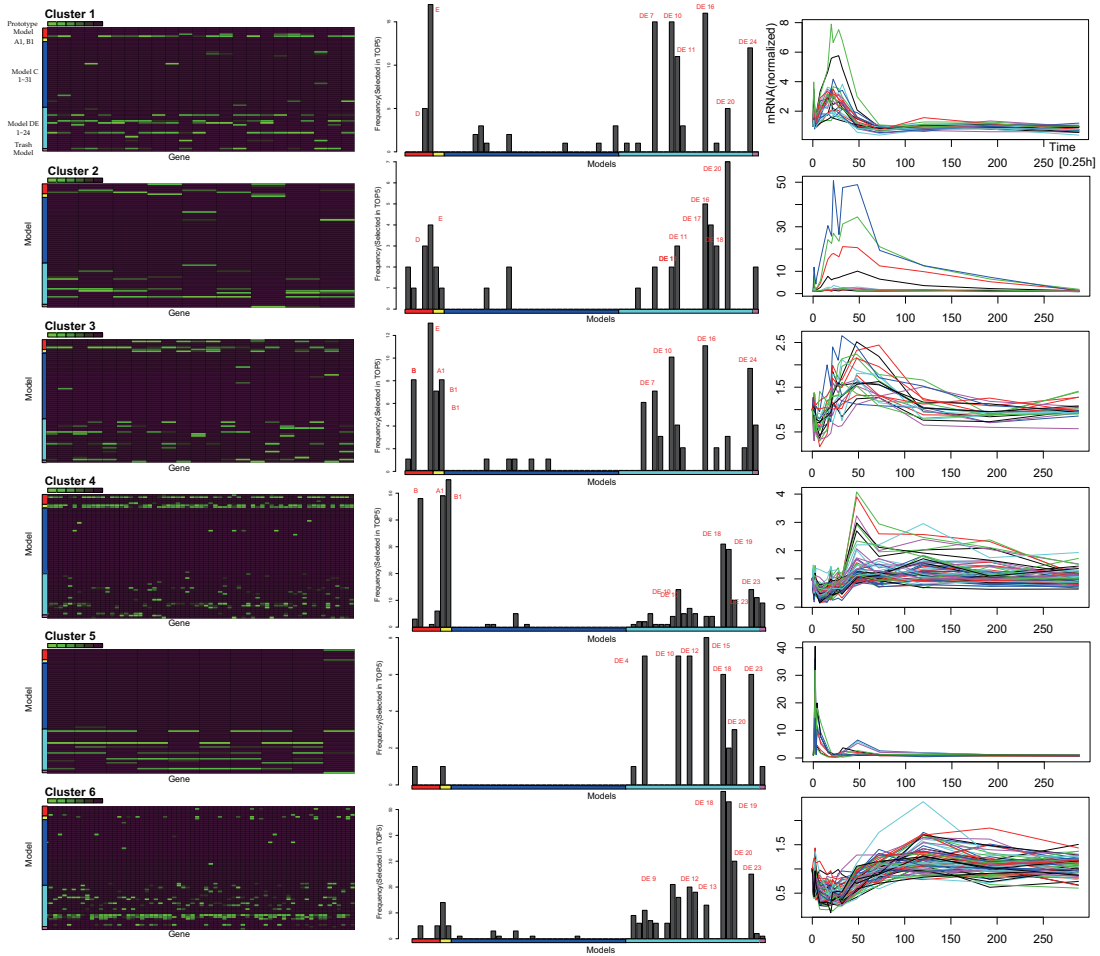 Cluster 1
Prototype
Model
A1, B1
Model C
1~31
Model DE
1~24
Trash
Model
Gene
Frequency(Selected in TOP5)
D
E
DE 7
DE 10
DE 11
DE 16
DE 20
DE 24
mRNA(normalized)
8
6
4
2
0 50 100 150 200 250
Time
[0.25h]
Cluster 2
Model
Gene
Frequency(Selected in TOP5)
7
6
5
4
3
2
1
0
D
E
DE 1
DE 11
DE 16
DE 17
DE 18
DE 20
Models
50
30
10
0
0 50 100 150 200 250
Cluster 3
Model
Gene
Frequency(Selected in TOP5)
B
E
A1
B1
B1
DE 7
DE 10
DE 16
DE 24
Models
2.5
1.5
0.5
0 50 100 150 200 250
Cluster 4
Model
Gene
Frequency(Selected in TOP5)
B
A1
B1
DE 10
DE 18
DE 19
DE 23
DE 23
Models
4
3
2
1
0
0 50 100 150 200 250
Cluster 5
Model
Gene
Frequency(Selected in TOP5)
DE 4
DE 10
DE 12
DE 15
DE 18
DE 20
DE 23
Models
40
30
20
10
0
0 50 100 150 200 250
Cluster 6
Model
Gene
Frequency(Selected in TOP5)
DE 9
DE 12
DE 13
DE 18
DE 19
DE 20
DE 23
Models
1.5
0.5
0 50 100 150 200 250